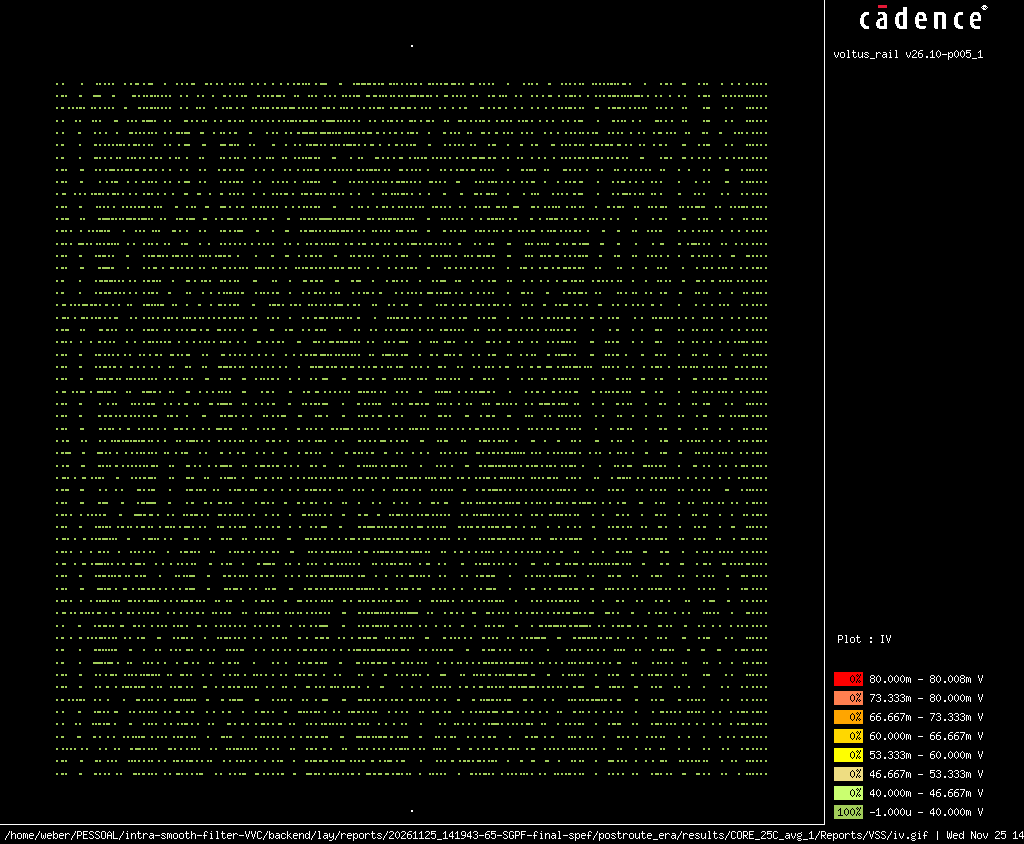 cādence®
voltus_rail v26.10-p005_1
Plot : IV
0% 80.000m - 80.008m V
0% 73.333m - 80.000m V
0% 66.667m - 73.333m V
0% 60.000m - 66.667m V
0% 53.333m - 60.000m V
0% 46.667m - 53.333m V
0% 40.000m - 46.667m V
100% -1.000u - 40.000m V
/home/weber/PESSOAL/intra-smooth-filter-VVC/backend/lay/reports/20261125_141943-65-SGPF-final-spef/postroute_era/results/CORE_25C_avg_1/Reports/VSS/iv.gif | Wed Nov 25 14